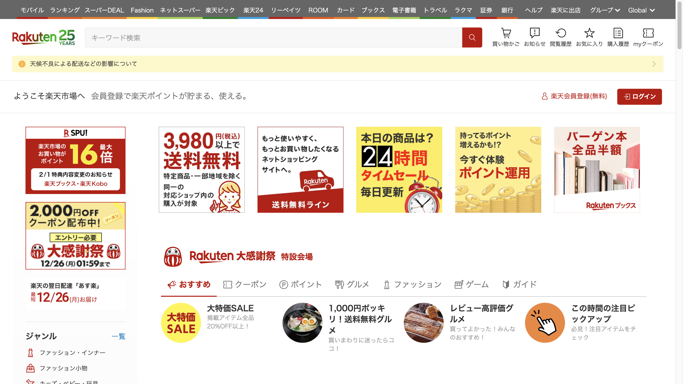 モバイル ランキング スーパーDEAL Fashion ネットスーパー 楽天ビック 楽天24 リーベイツ ROOM カード ブックス 電子書籍 トラベル ラクマ 証券 銀行 ヘルプ 楽天に出店 グループ Global
Rakuten 25 YEARS
キーワード検索
買い物かご お知らせ 閲覧履歴 お気に入り 購入履歴 myクーポン
天候不良による配送などの影響について
ようこそ楽天市場へ 会員登録で楽天ポイントが貯まる、使える。
楽天会員登録(無料) ログイン
R SPU!
楽天市場の
お買い物が
ポイント
16 最大
倍
2/1 特典内容変更のお知らせ
楽天ブックス・楽天Kobo
3,980円(税込)
以上で
送料無料
特定商品・一部地域を除く
同一の
対応ショップ内の
購入が対象
もっと使いやすく、
もっとお買い物したくなる
ネットショッピング
サイトへ。
Rakuten
送料無料ライン
本日の商品は?
24時間
タイムセール
毎日更新
持ってるポイント
増えるかも!?
今すぐ体験
ポイント運用
バーゲン本
全品半額
Rakuten ブックス
2,000円OFF
クーポン配布中!
エントリー必要
大感謝祭
12/26(月)01:59まで
Rakuten 大感謝祭 特設会場
おすすめ クーポン ポイント グルメ ファッション ゲーム ガイド
楽天の翌日配達「あす楽」
最短 12/26(月)お届け
大特価
SALE
大特価SALE
掲載アイテム全品
20%OFF以上!
1,000円ポッキ
リ!送料無料グル
メ
買いまわりに迷ったらコ
コ!
レビュー高評価グ
ルメ
買ってよかった!みんな
のおすすめ!
この時間の注目ピ
ックアップ
必見!注目アイテムをチ
ェック
ジャンル 一覧
ファッション・インナー
ファッション小物
キッズ・ベビー・玩具